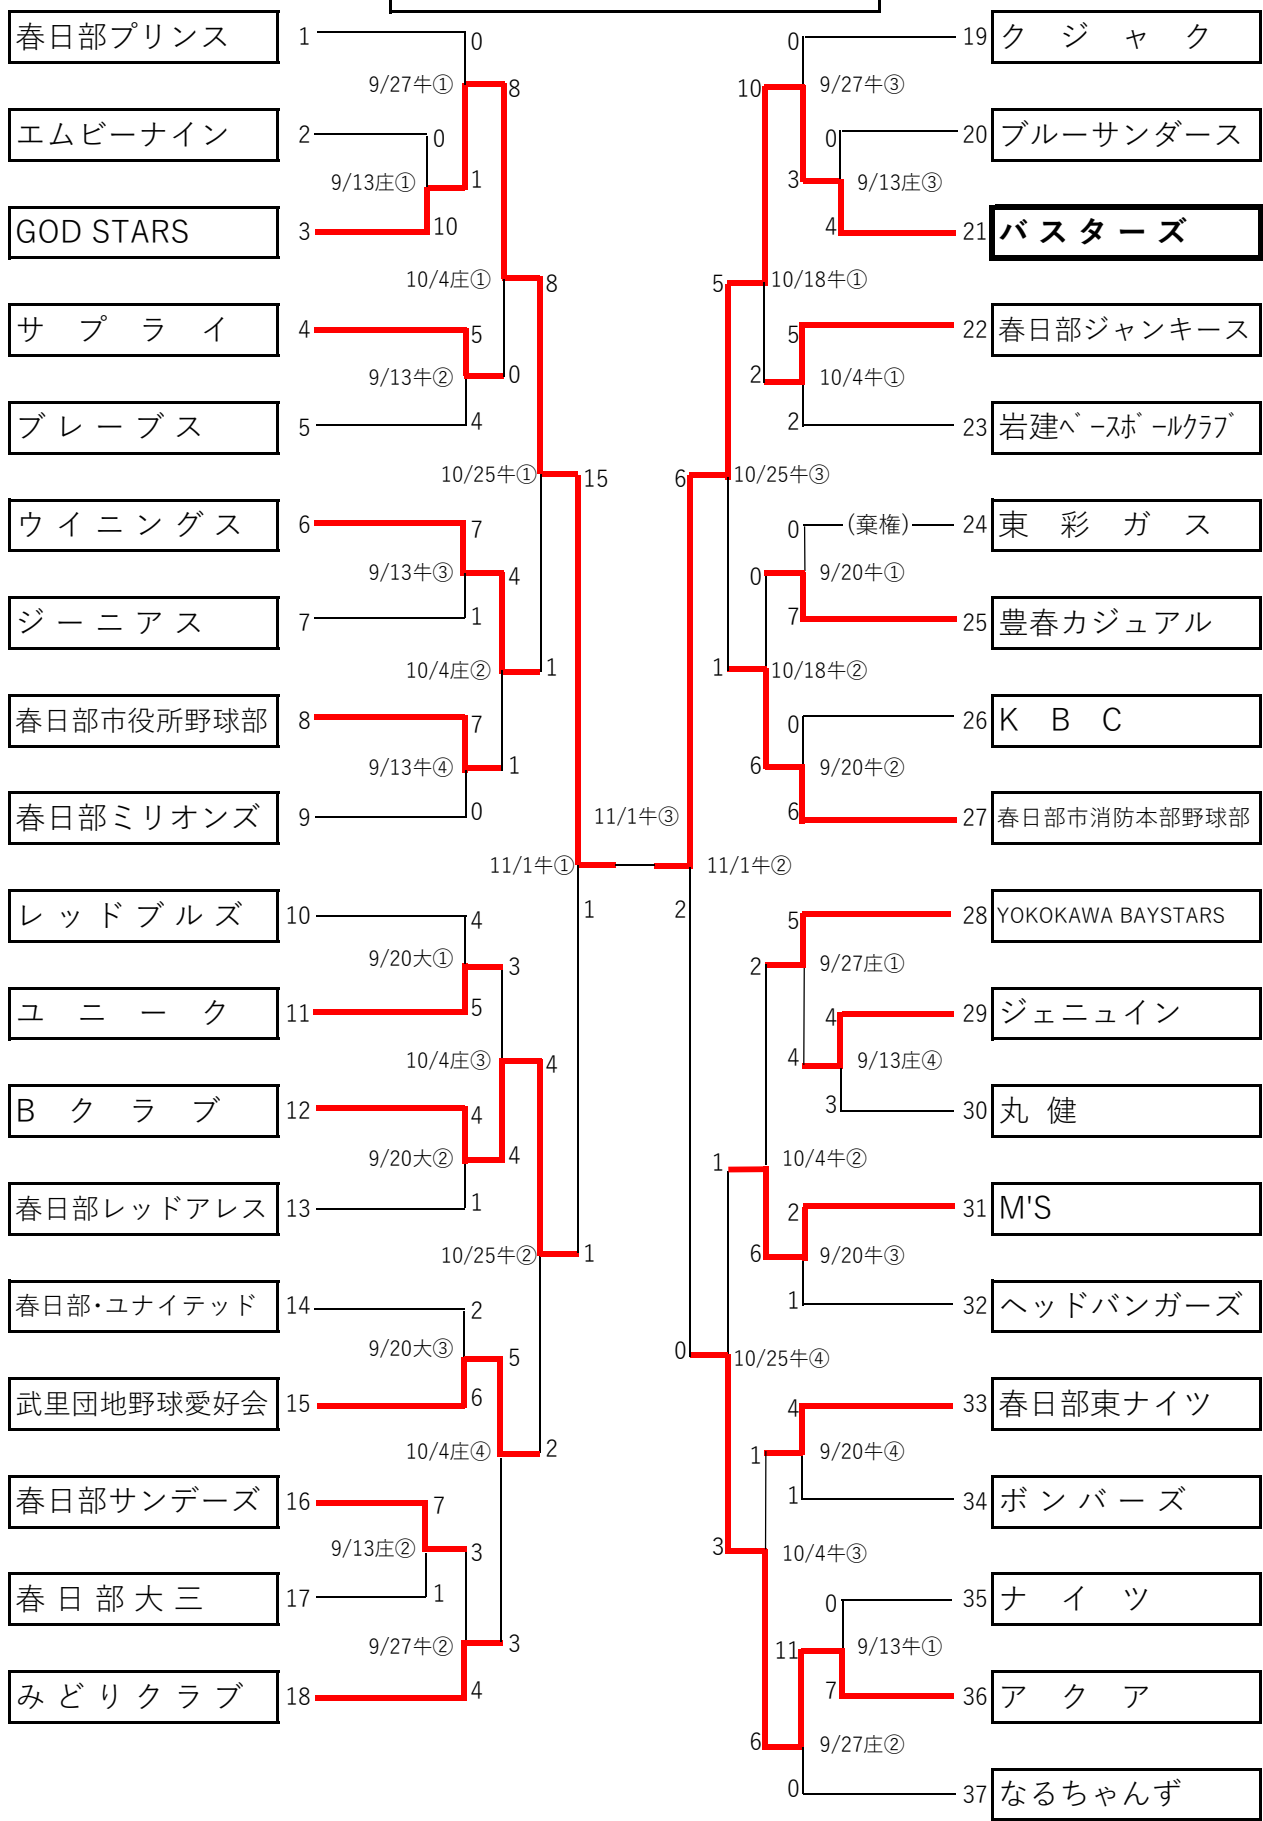 春日部プリンス 1
0
9/27牛①
8
エムビーナイン 2
0
9/13庄①
1
GOD STARS 3
10
10/4庄①
8
サプライ 4
5
9/13牛②
0
ブレーブス 5
4
10/25牛①
15
ウイニングス 6
7
9/13牛③
4
ジーニアス 7
1
10/4庄②
1
春日部市役所野球部 8
7
9/13牛④
1
春日部ミリオンズ 9
0
11/1牛①
1
レッドブルズ 10
4
9/20大①
3
ユニーク 11
5
10/4庄③
4
Bクラブ 12
4
9/20大②
4
春日部レッドアレス 13
1
10/25牛②
1
春日部・ユナイテッド 14
2
9/20大③
5
武里団地野球愛好会 15
6
10/4庄④
2
春日部サンデーズ 16
7
9/13庄②
3
春日部大三 17
1
9/27牛②
3
みどりクラブ 18
4
11/1牛③
0
19 クジャク
10
9/27牛③
0
20 ブルーサンダース
3
9/13庄③
4
21 バスターズ
5
10/18牛①
5
22 春日部ジャンキース
2
10/4牛①
2
23 岩建ベースボールクラブ
6
10/25牛③
0
(棄権)
24 東彩ガス
0
9/20牛①
7
25 豊春カジュアル
1
10/18牛②
0
26 KBC
6
9/20牛②
6
27 春日部市消防本部野球部
11/1牛②
2
5
28 YOKOKAWA BAYSTARS
2
9/27庄①
4
29 ジェニュイン
4
9/13庄④
3
30 丸健
1
10/4牛②
2
31 M'S
6
9/20牛③
1
32 ヘッドバンガーズ
0
10/25牛④
4
33 春日部東ナイツ
1
9/20牛④
1
34 ボンバーズ
3
10/4牛③
0
35 ナイツ
11
9/13牛①
7
36 アクア
6
9/27庄②
0
37 なるちゃんず